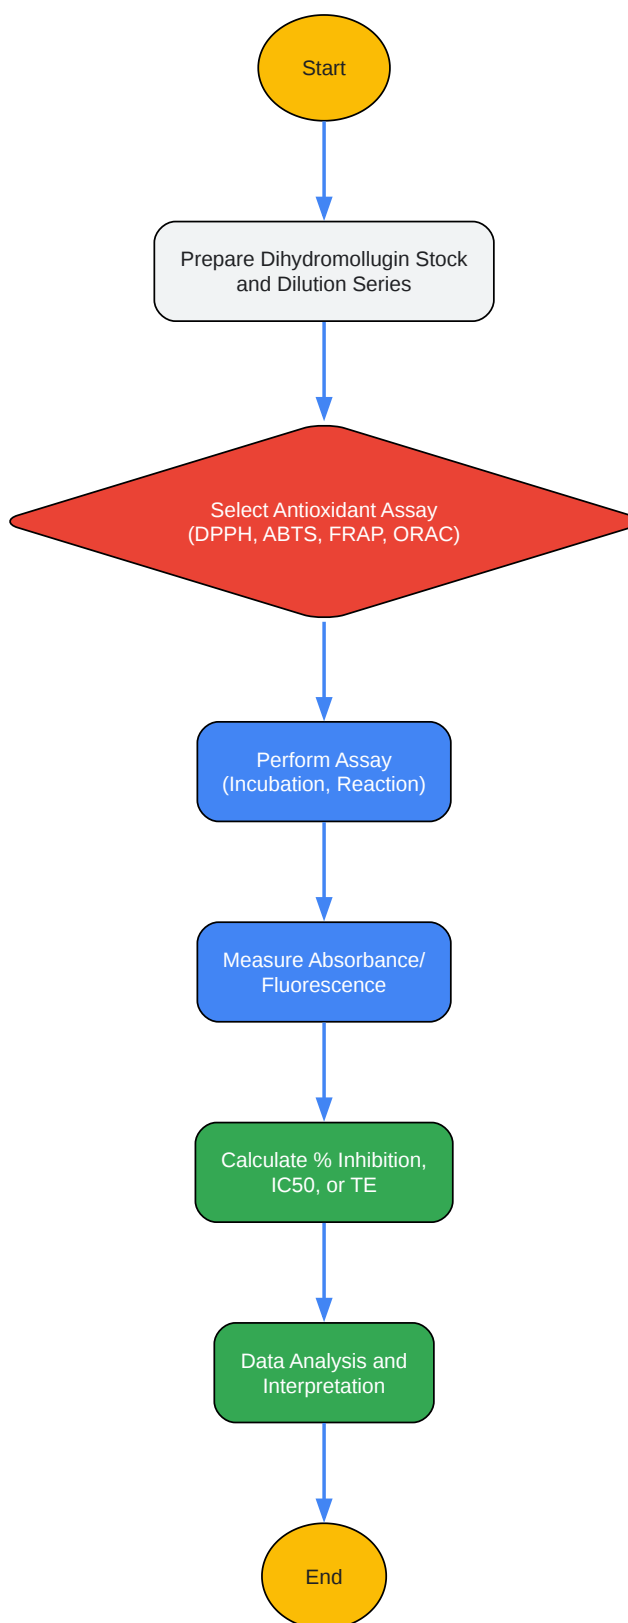 Start
Prepare Dihydromollugin Stock
and Dilution Series
Select Antioxidant Assay
(DPPH, ABTS, FRAP, ORAC)
Perform Assay
(Incubation, Reaction)
Measure Absorbance/
Fluorescence
Calculate % Inhibition,
IC50, or TE
Data Analysis and
Interpretation
End